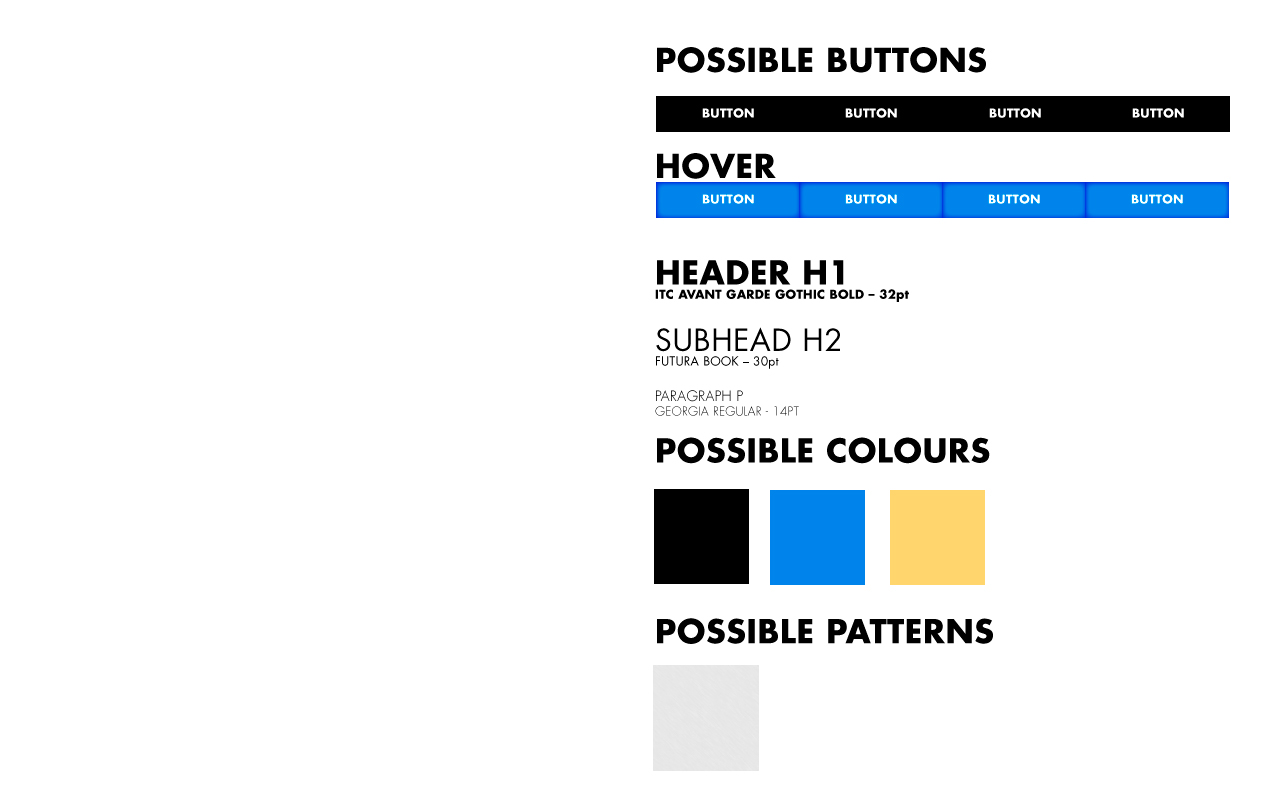 POSSIBLE BUTTONS
BUTTON BUTTON BUTTON BUTTON
HOVER
BUTTON BUTTON BUTTON BUTTON
HEADER H1
ITC AVANT GARDE GOTHIC BOLD – 32pt
SUBHEAD H2
FUTURA BOOK – 30pt
PARAGRAPH P
GEORGIA REGULAR - 14PT
POSSIBLE COLOURS
POSSIBLE PATTERNS